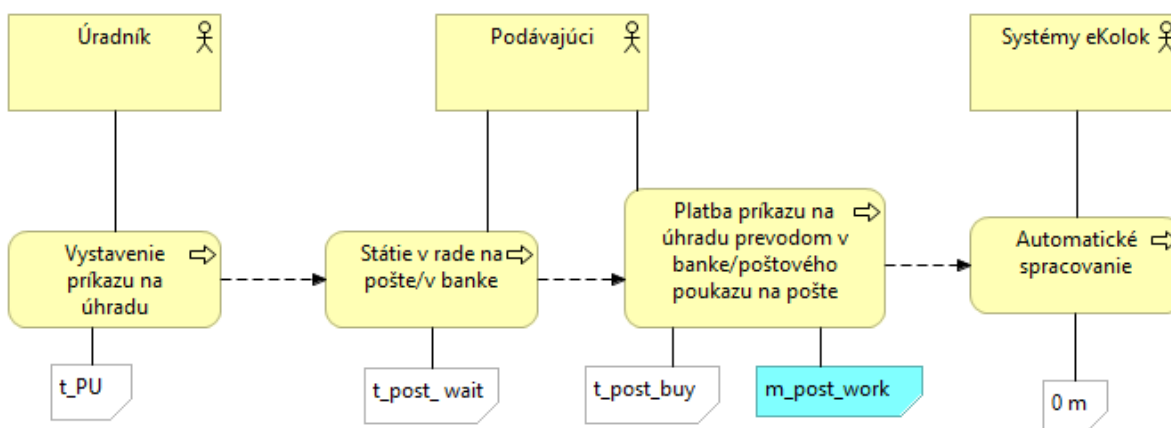 Úradník
Podávajúci
Systémy eKolok
Vystavenie
príkazu na
úhradu
Státie v rade na
pošte/v banke
Platba príkazu na
úhradu prevodom v
banke/poštového
poukazu na pošte
Automatické
spracovanie
t_PU
t_post_ wait
t_post_buy
m_post_work
0 m